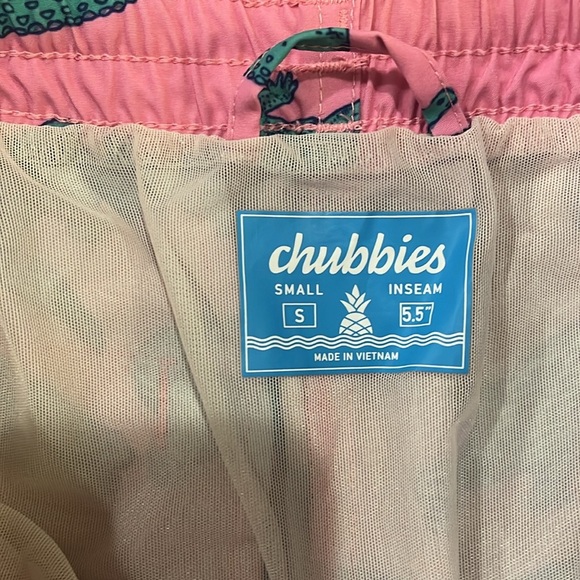 chubbies
SMALL INSEAM
S 5.5"
MADE IN VIETNAM